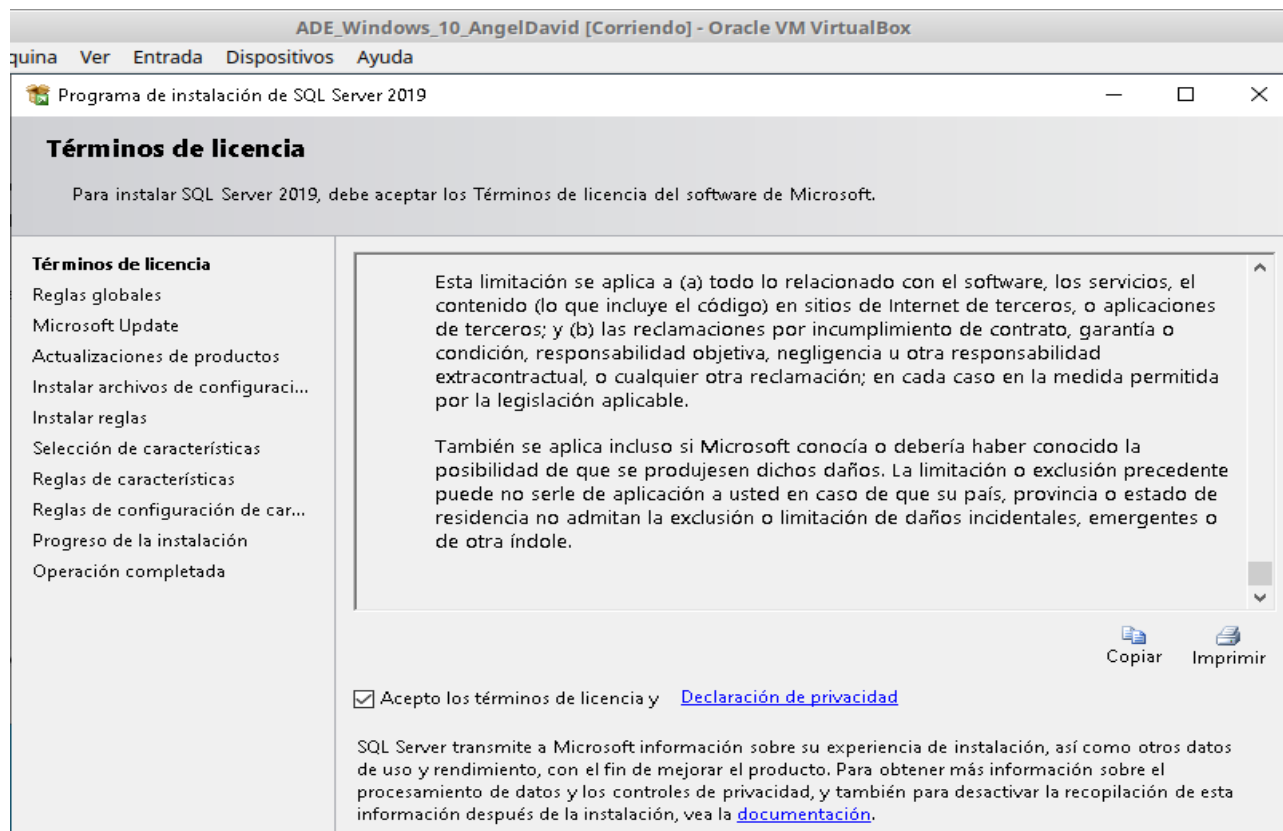 ADE_Windows_10_AngelDavid [Corriendo] - Oracle VM VirtualBox
quina Ver Entrada Dispositivos Ayuda
Programa de instalación de SQL Server 2019
Términos de licencia
Para instalar SQL Server 2019, debe aceptar los Términos de licencia del software de Microsoft.
Términos de licencia
Reglas globales
Microsoft Update
Actualizaciones de productos
Instalar archivos de configuraci...
Instalar reglas
Selección de características
Reglas de características
Reglas de configuración de car...
Progreso de la instalación
Operación completada
Esta limitación se aplica a (a) todo lo relacionado con el software, los servicios, el
contenido (lo que incluye el código) en sitios de Internet de terceros, o aplicaciones
de terceros; y (b) las reclamaciones por incumplimiento de contrato, garantía o
condición, responsabilidad objetiva, negligencia u otra responsabilidad
extracontractual, o cualquier otra reclamación; en cada caso en la medida permitida
por la legislación aplicable.
También se aplica incluso si Microsoft conocía o debería haber conocido la
posibilidad de que se produjesen dichos daños. La limitación o exclusión precedente
puede no serle de aplicación a usted en caso de que su país, provincia o estado de
residencia no admitan la exclusión o limitación de daños incidentales, emergentes o
de otra índole.
Copiar Imprimir
Acepto los términos de licencia y Declaración de privacidad
SQL Server transmite a Microsoft información sobre su experiencia de instalación, así como otros datos
de uso y rendimiento, con el fin de mejorar el producto. Para obtener más información sobre el
procesamiento de datos y los controles de privacidad, y también para desactivar la recopilación de esta
información después de la instalación, vea la documentación.